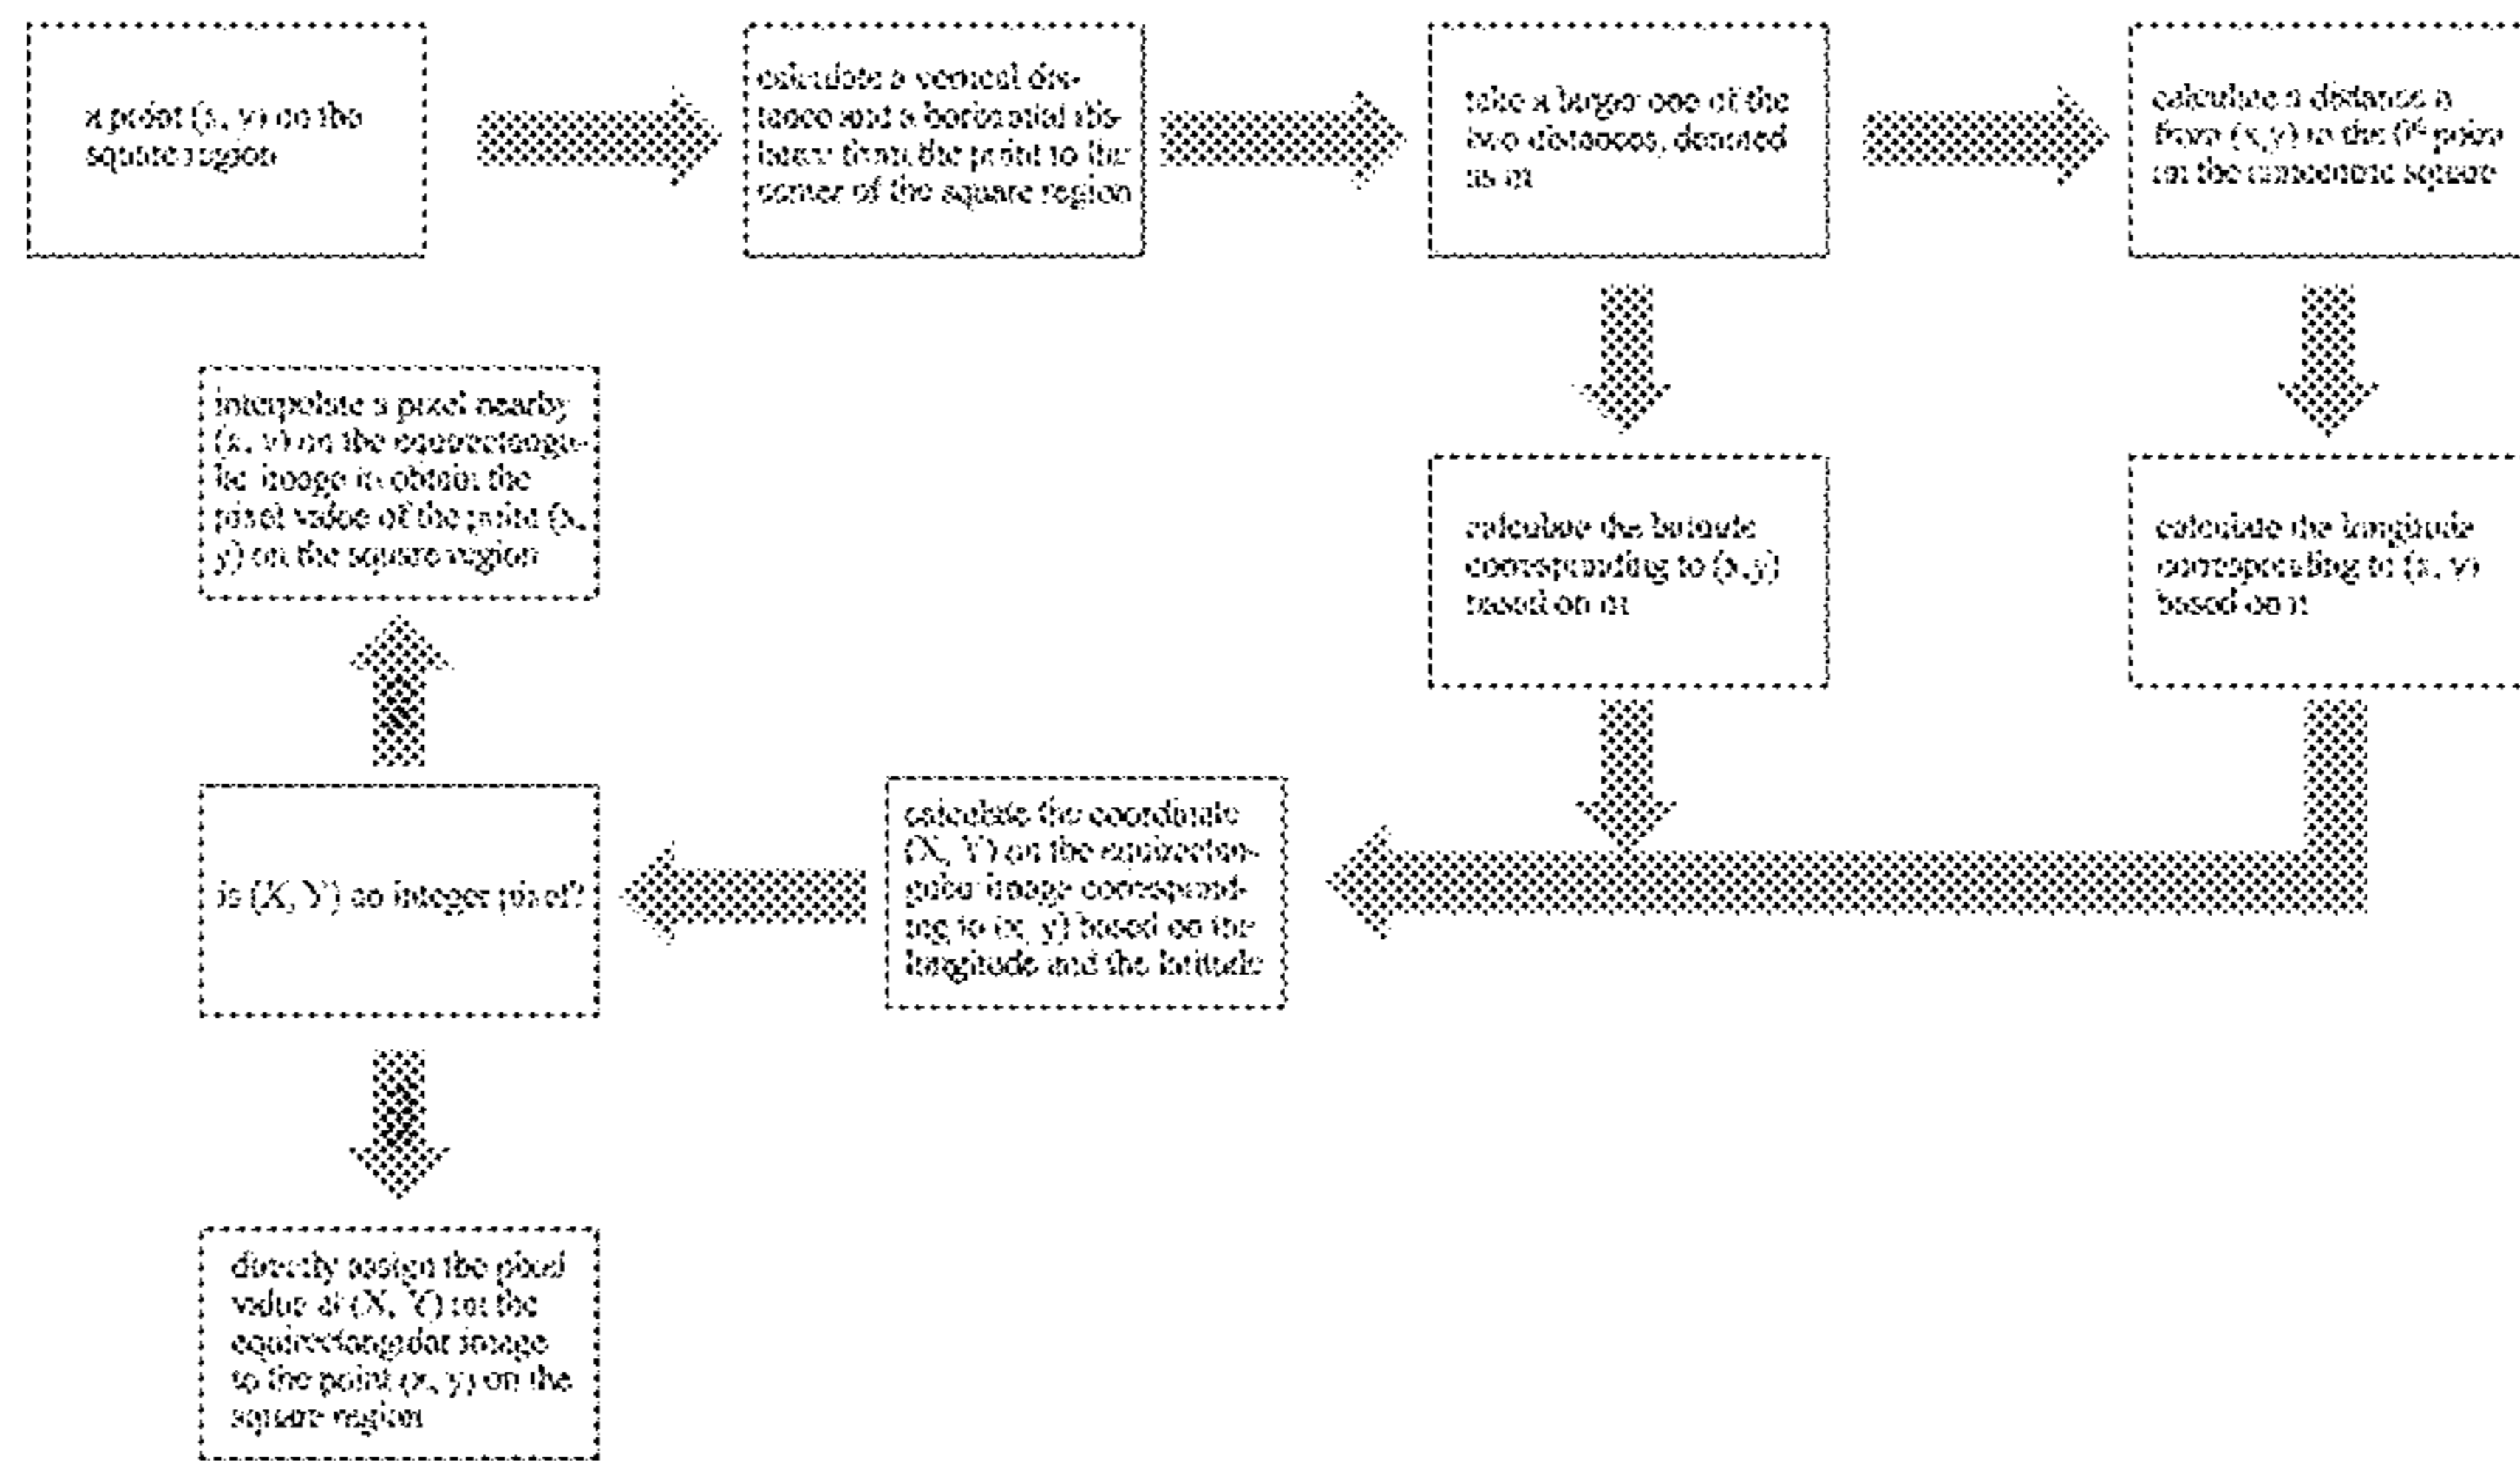 a point (x, y) on the
square region
calculate a vertical dis-
tance and a horizontal dis-
tance from the point to the
corner of the square region
take a larger one of the
two distances, denoted
as m
calculate a distance n
from (x,y) to the 0th point
on the concentric square
interpolate a pixel nearby
(x, y) on the equirectangu-
lar image to obtain the
pixel value of the point (x,
y) on the square region
calculate the latitude
corresponding to (x,y)
based on m
calculate the longitude
corresponding to (x, y)
based on n
is (X, Y) an integer pixel?
calculate the coordinate
(X, Y) on the equirectan-
gular image correspond-
ing to (x, y) based on the
longitude and the latitude
directly assign the pixel
value at (X, Y) on the
equirectangular image
to the point (x, y) on the
square region